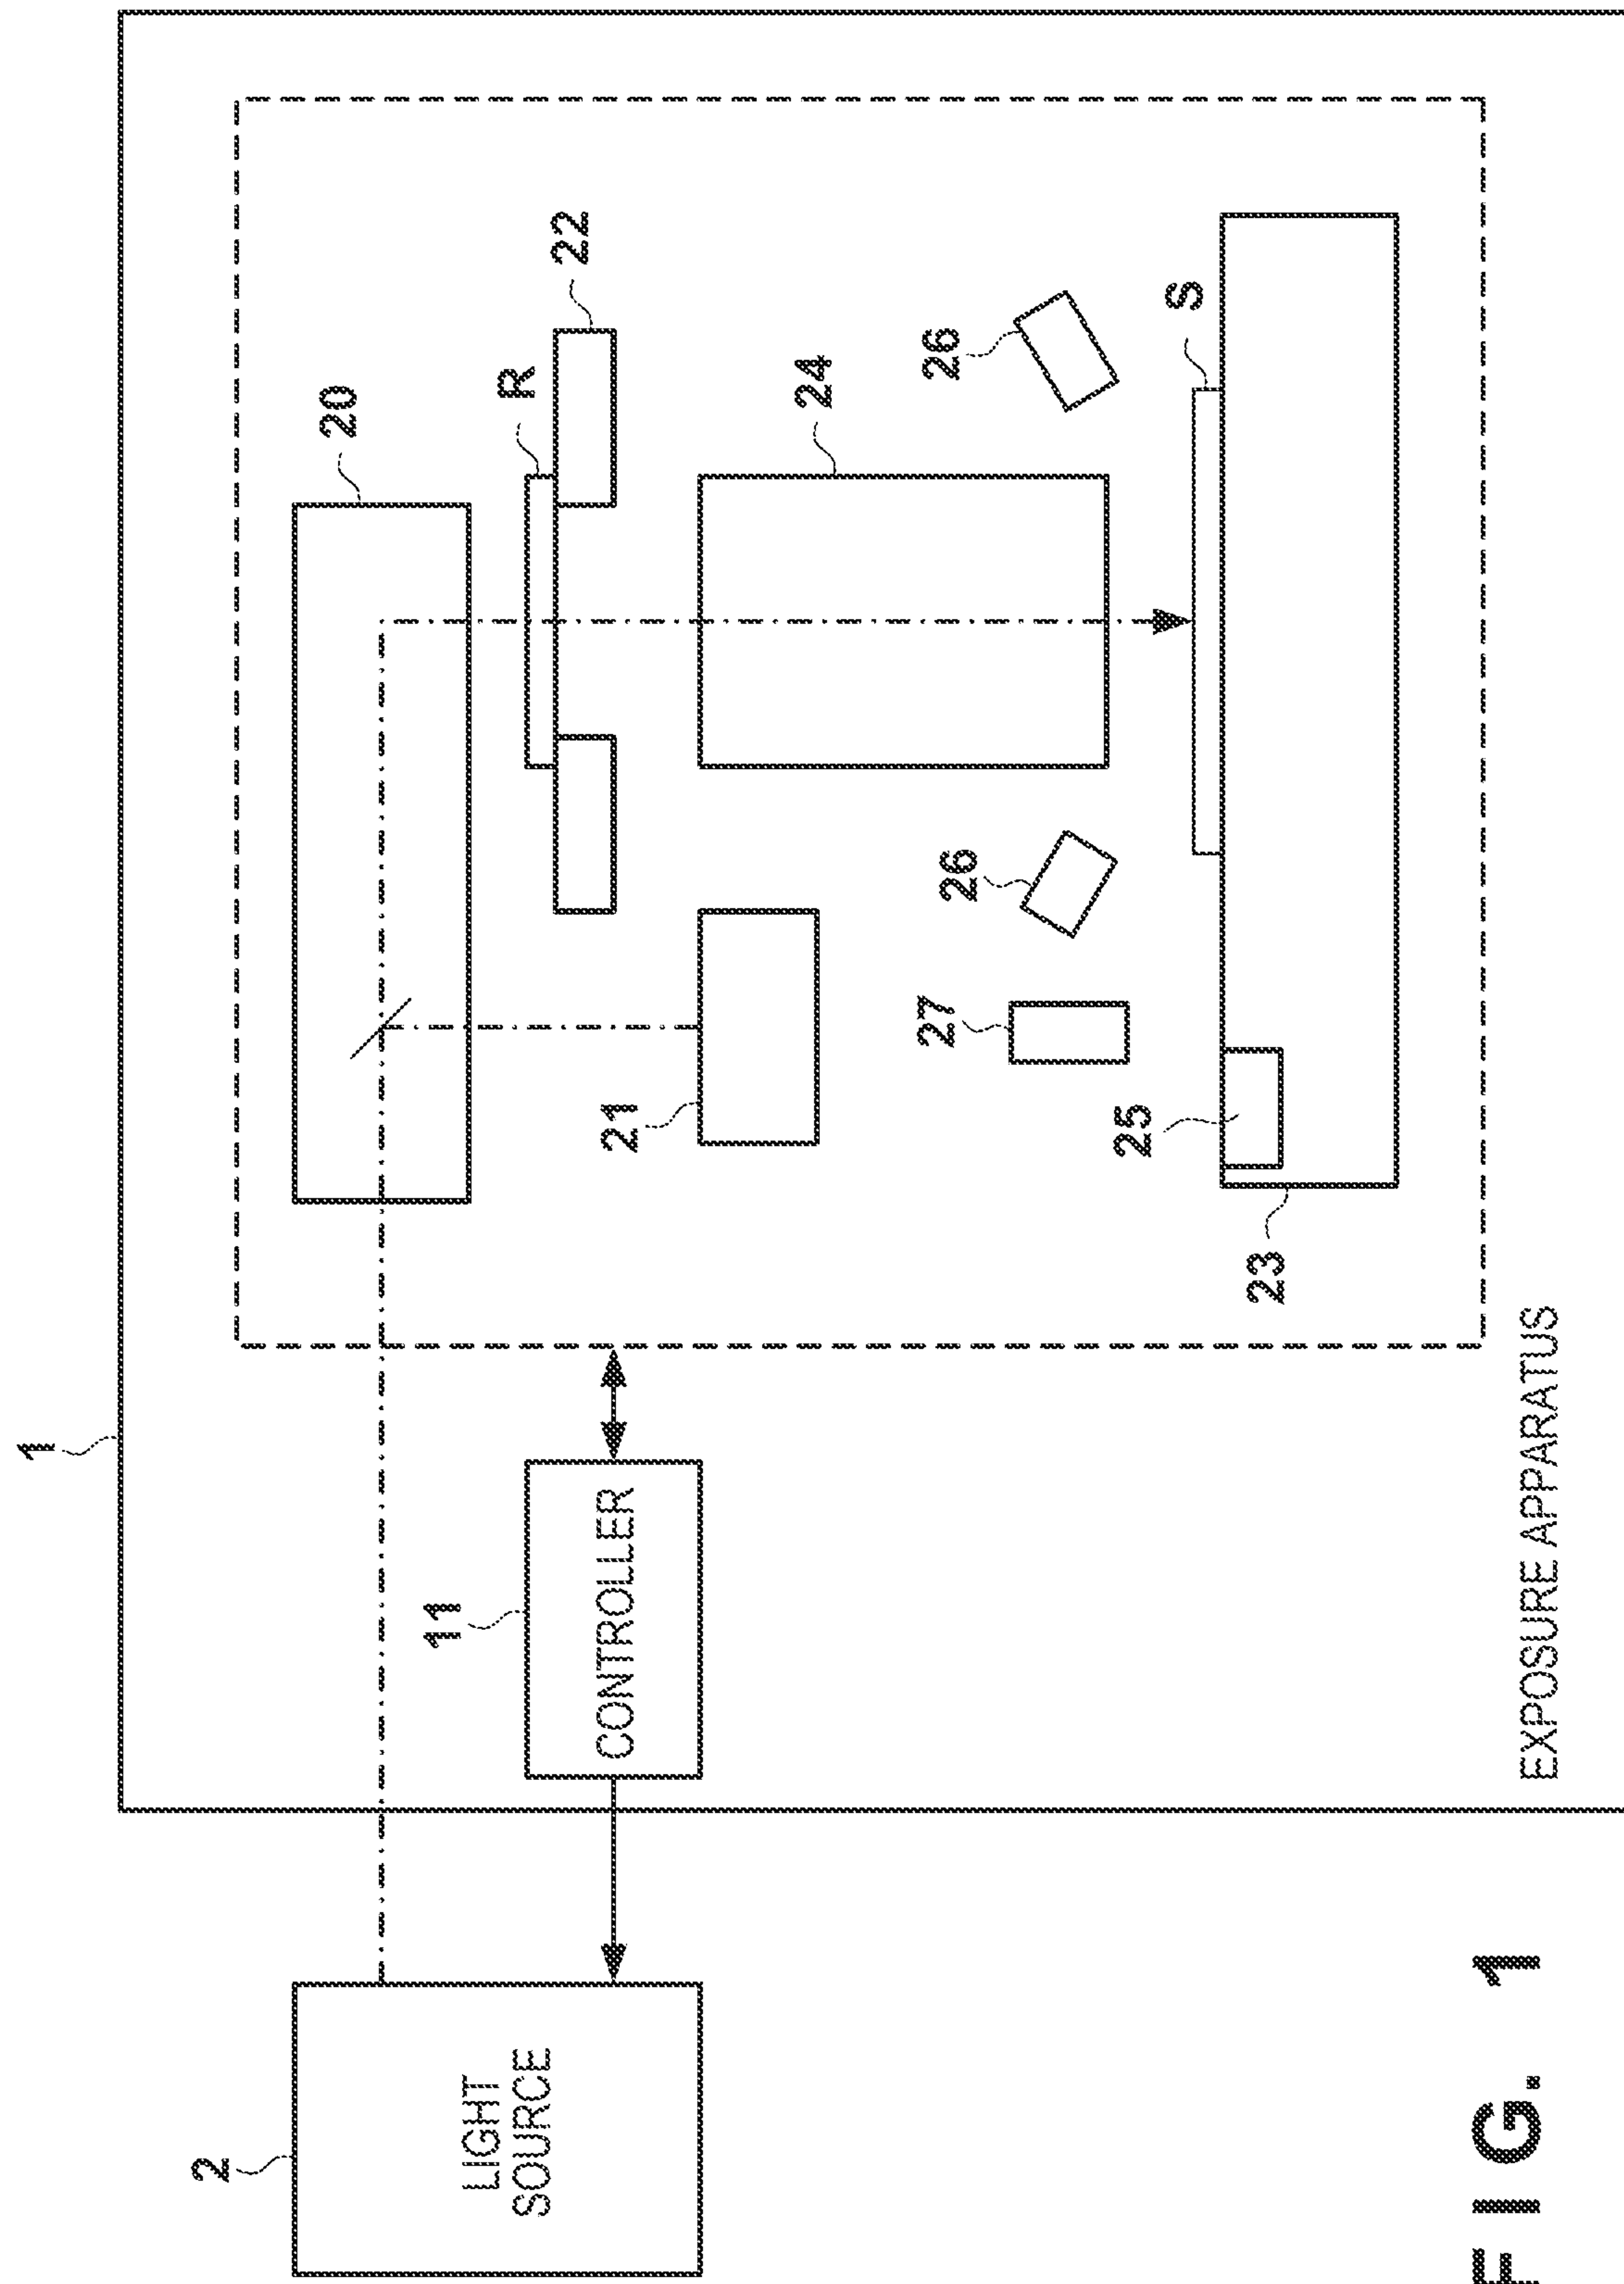 1
2
LIGHT
SOURCE
11
CONTROLLER
20
R
22
21
24
26
26
27
25
S
23
EXPOSURE APPARATUS
FIG. 1